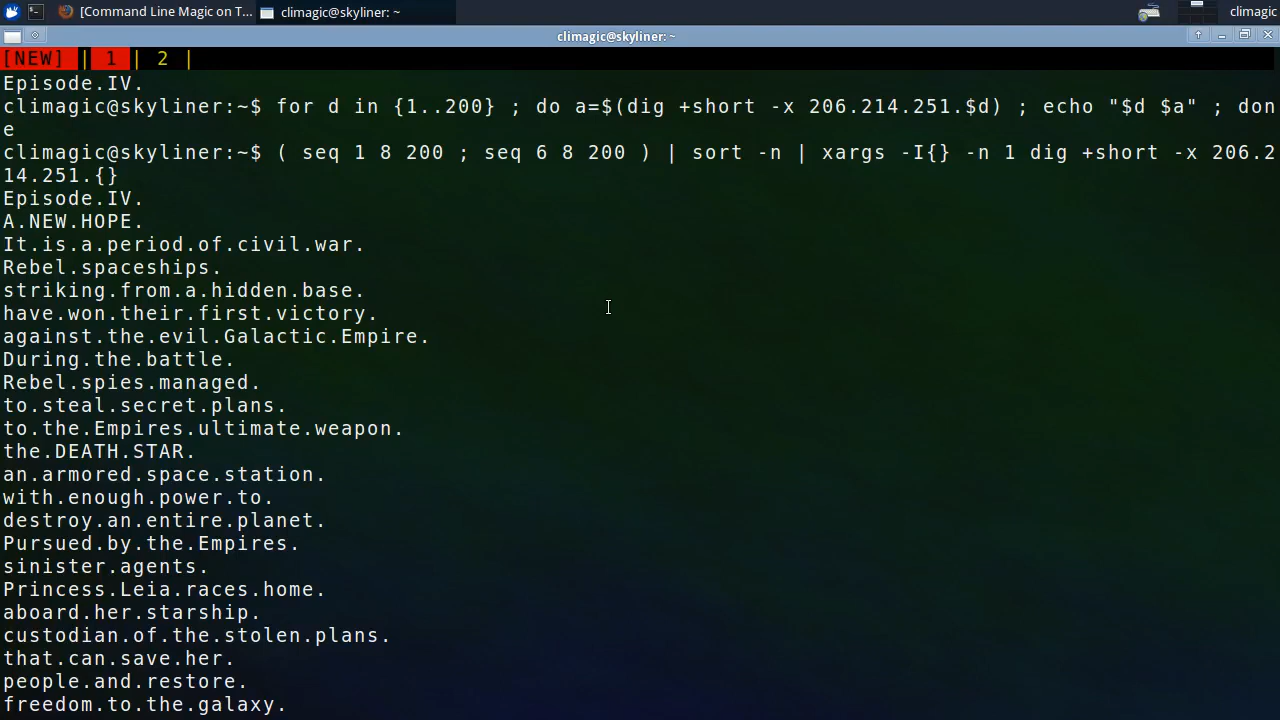 [Command Line Magic on T...
climagic@skyliner: ~
climagic
climagic@skyliner: ~
[NEW] | 1 | 2 |
Episode.IV.
climagic@skyliner:~$ for d in {1..200} ; do a=$(dig +short -x 206.214.251.$d) ; echo "$d $a" ; don
e
climagic@skyliner:~$ ( seq 1 8 200 ; seq 6 8 200 ) | sort -n | xargs -I{} -n 1 dig +short -x 206.2
14.251.{}
Episode.IV.
A.NEW.HOPE.
It.is.a.period.of.civil.war.
Rebel.spaceships.
striking.from.a.hidden.base.
have.won.their.first.victory.
against.the.evil.Galactic.Empire.
During.the.battle.
Rebel.spies.managed.
to.steal.secret.plans.
to.the.Empires.ultimate.weapon.
the.DEATH.STAR.
an.armored.space.station.
with.enough.power.to.
destroy.an.entire.planet.
Pursued.by.the.Empires.
sinister.agents.
Princess.Leia.races.home.
aboard.her.starship.
custodian.of.the.stolen.plans.
that.can.save.her.
people.and.restore.
freedom.to.the.galaxy.